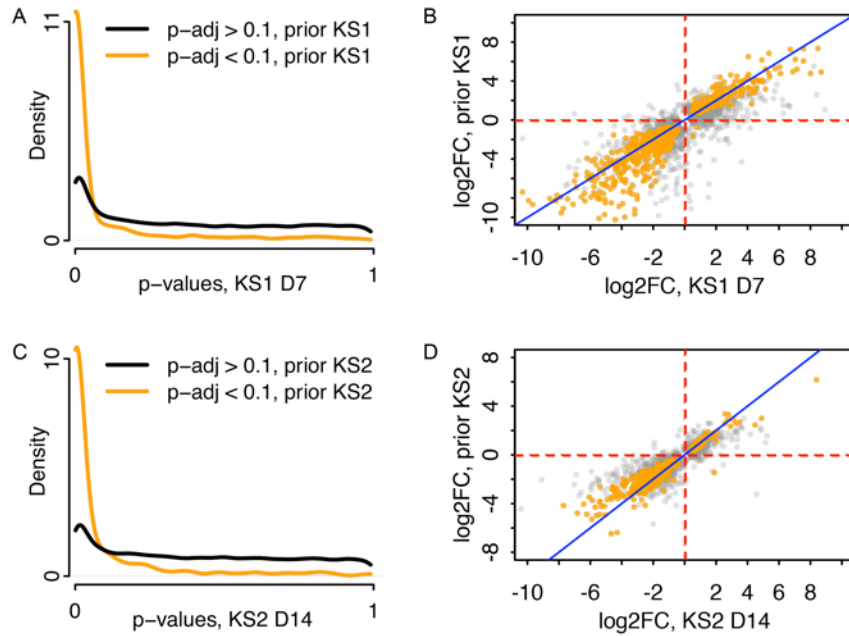 A
11
Density
0
p-adj > 0.1, prior KS1
p-adj < 0.1, prior KS1
0
1
p-values, KS1 D7
B
8
4
0
-4
-10
log2FC, prior KS1
-10
-6
-2
2
4
6
8
log2FC, KS1 D7
C
10
Density
0
p-adj > 0.1, prior KS2
p-adj < 0.1, prior KS2
0
1
p-values, KS2 D14
D
8
4
0
-4
-8
log2FC, prior KS2
-10
-6
-2
2
4
6
8
log2FC, KS2 D14